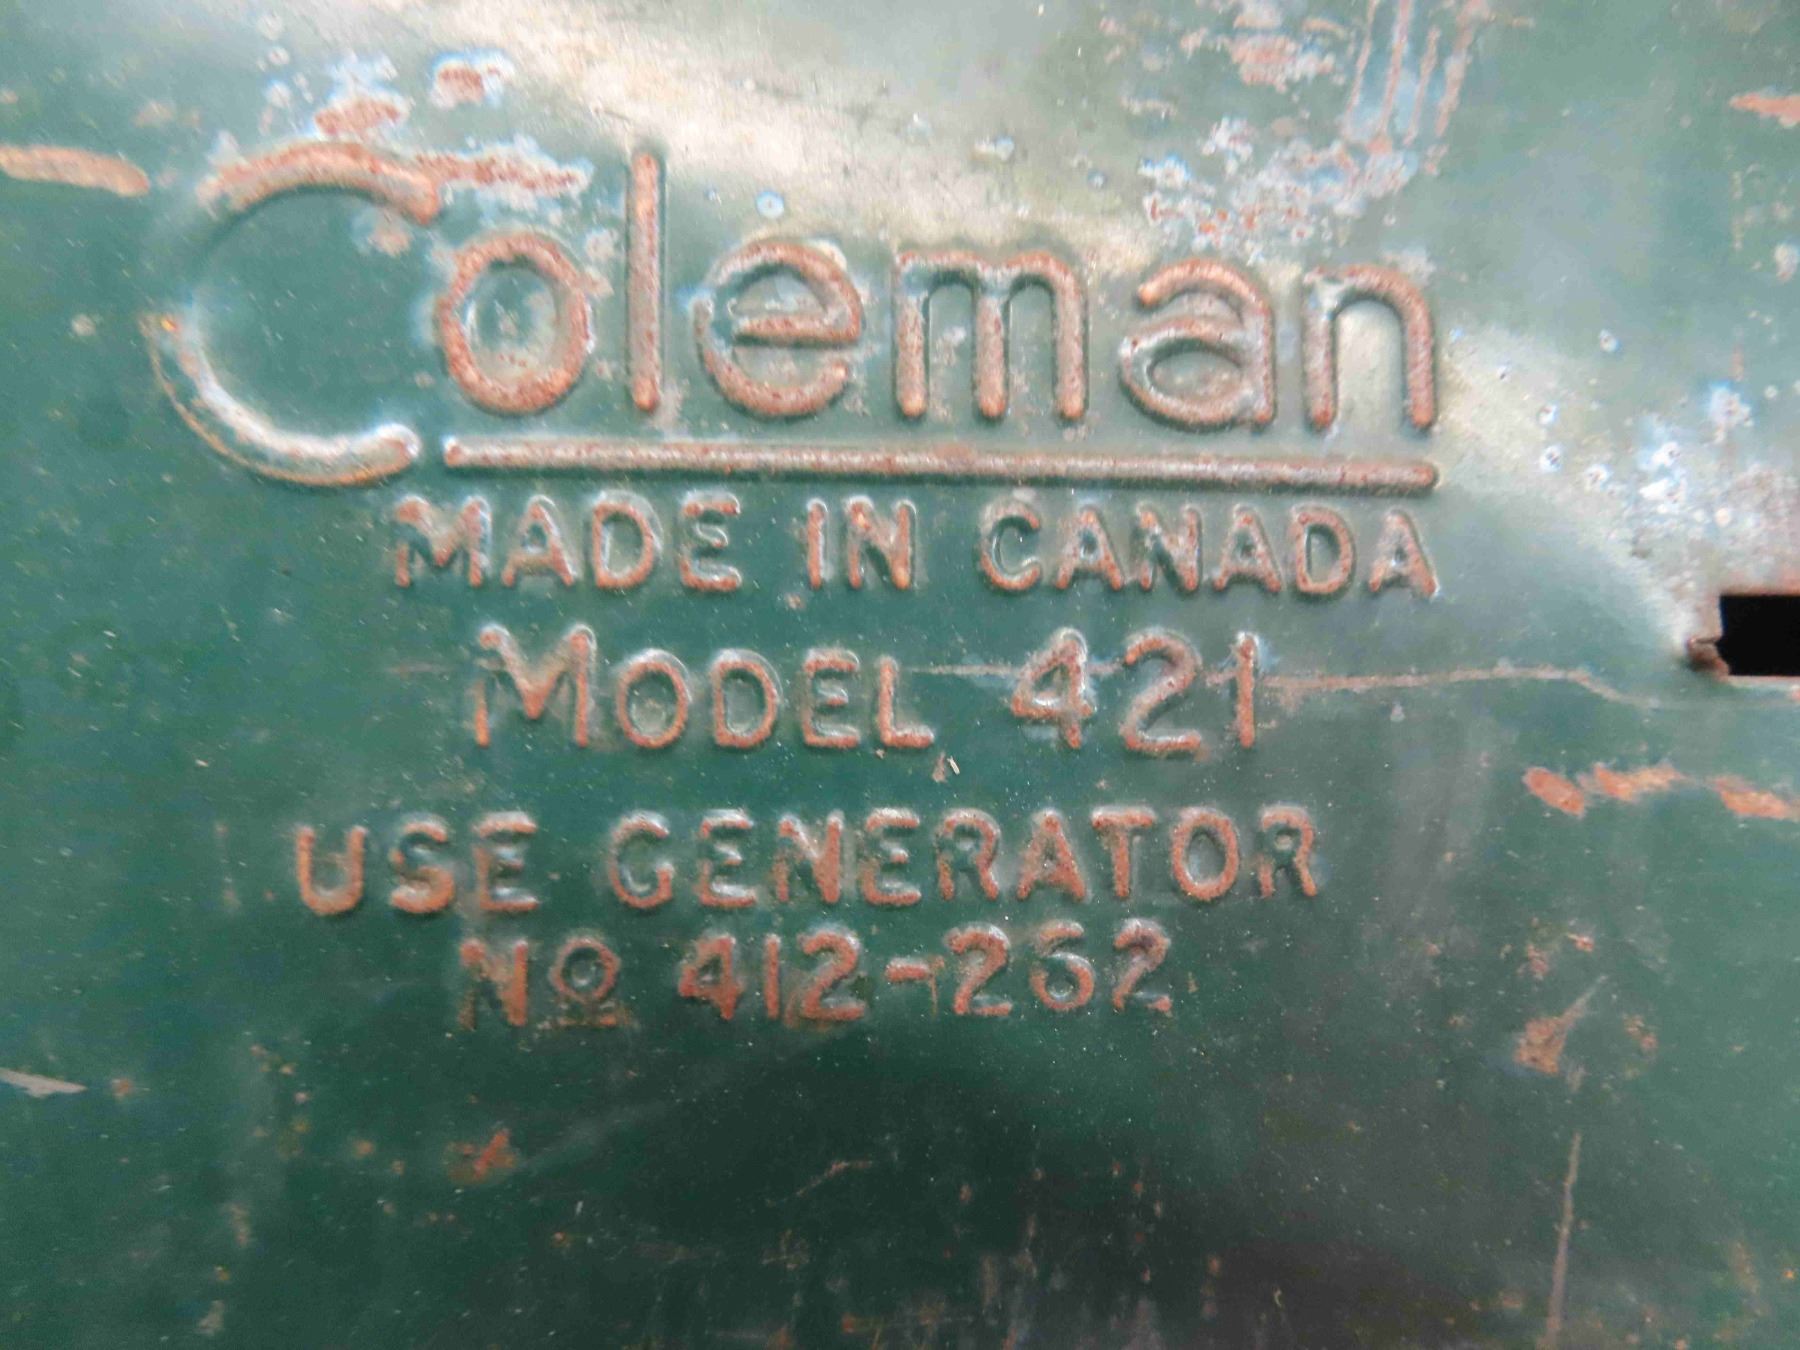 Coleman
MADE IN CANADA
MODEL 421
USE GENERATOR
Nº 412-262